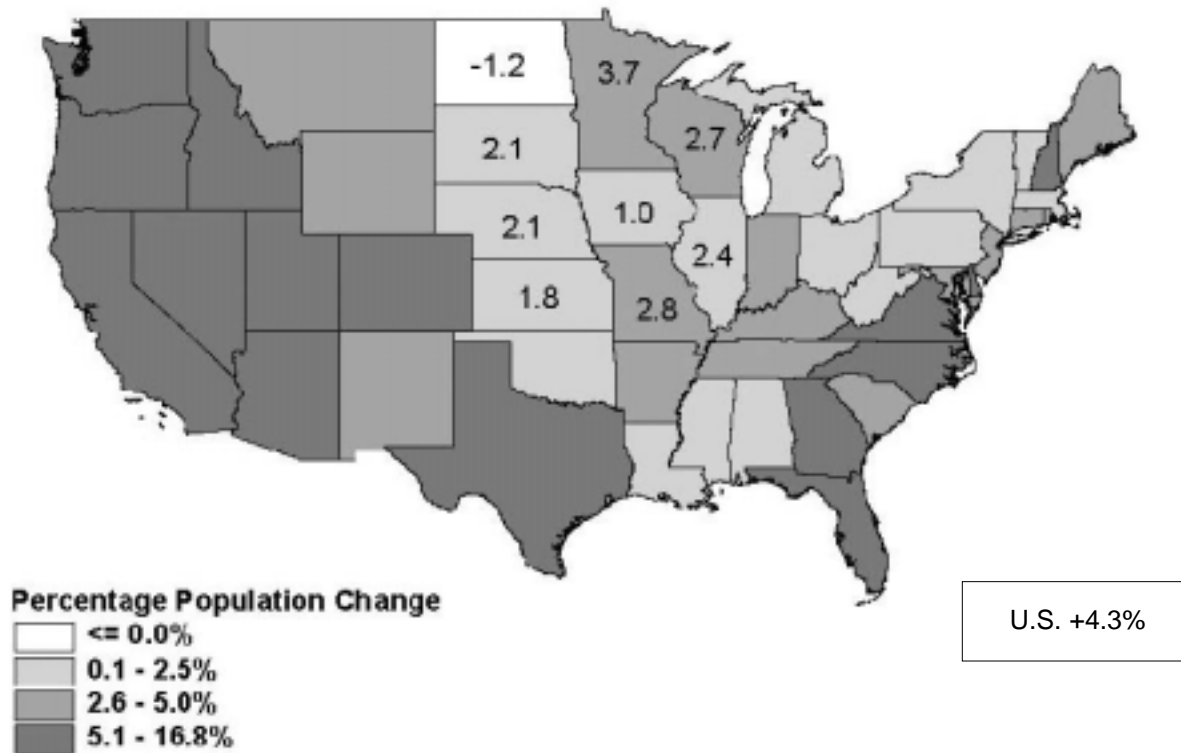 -1.2
3.7
2.7
2.1
1.0
2.1
2.4
1.8
2.8
Percentage Population Change
<= 0.0%
0.1 - 2.5%
2.6 - 5.0%
5.1 - 16.8%
U.S. +4.3%